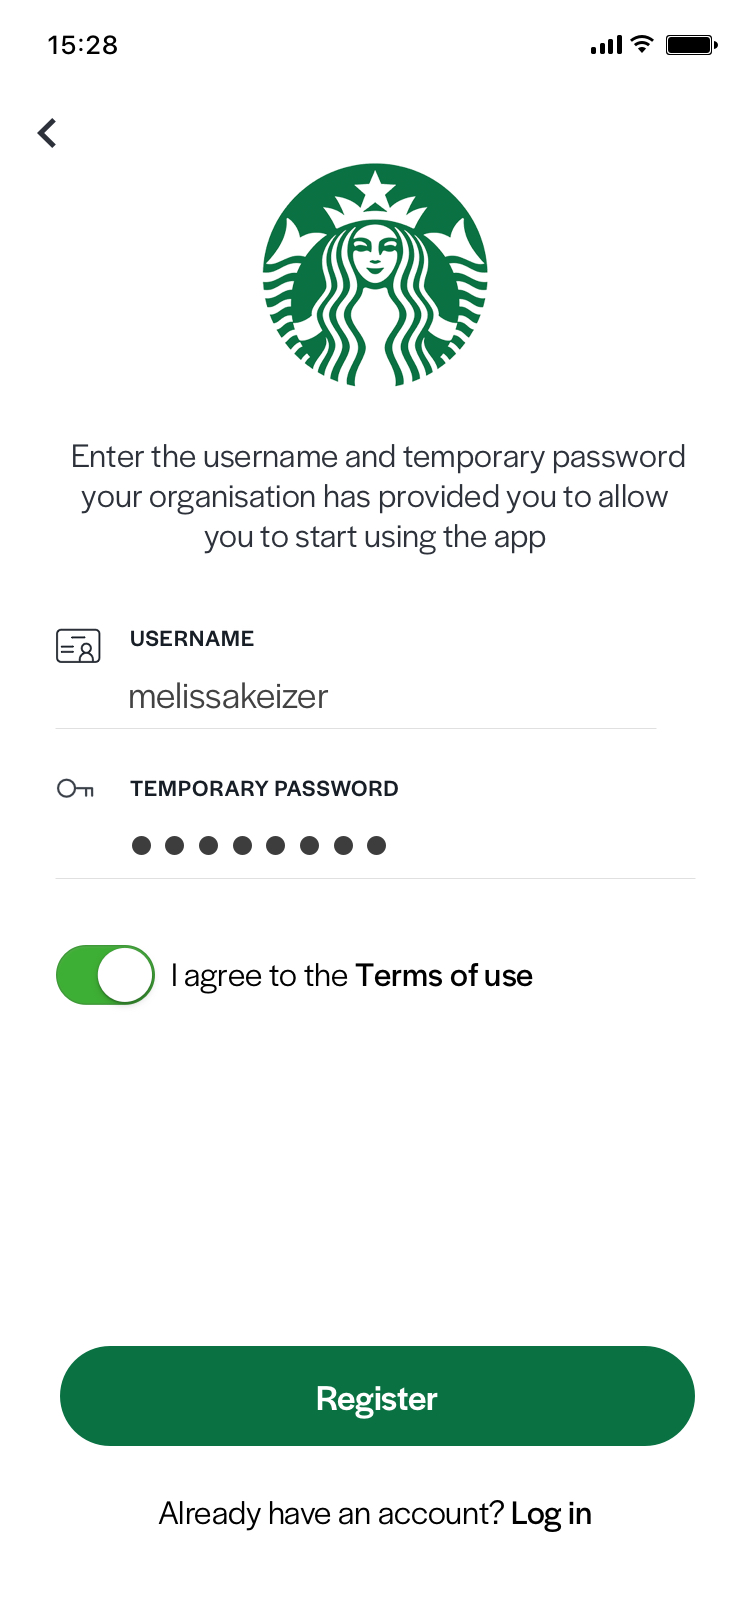 15:28
Enter the username and temporary password
your organisation has provided you to allow
you to start using the app
USERNAME
melissakeizer
TEMPORARY PASSWORD
I agree to the Terms of use
Register
Already have an account? Log in